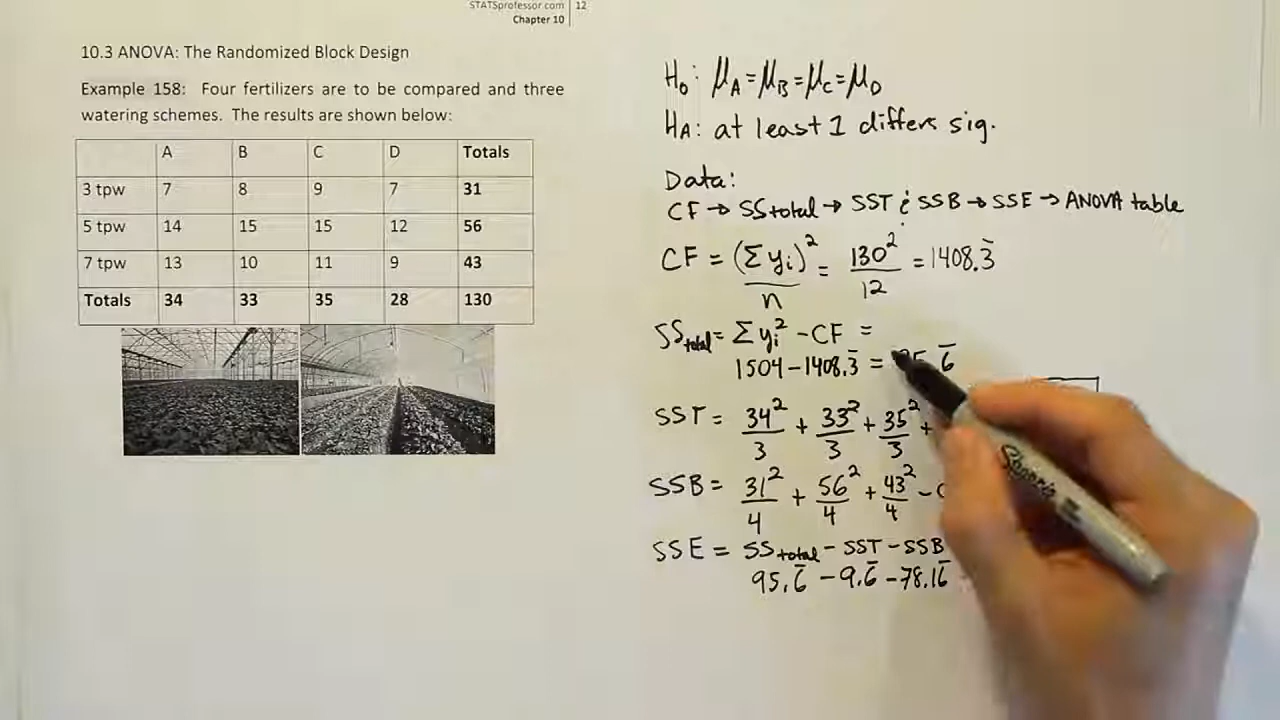 STATSprofessor.com 12
Chapter 10
10.3 ANOVA: The Randomized Block Design
Example 158: Four fertilizers are to be compared and three
watering schemes. The results are shown below:
A B C D Totals
3 tpw 7 8 9 7 31
5 tpw 14 15 15 12 56
7 tpw 13 10 11 9 43
Totals 34 33 35 28 130
H₀: μA=μB=μC=μD
HA: at least 1 differs sig.
Data:
CF → SStotal → SST & SSB → SSE → ANOVA table
CF = (Σyi)²/n = 130²/12 = 1408.3̄
SStotal = Σyi² - CF =
1504 - 1408.3̄ = 5.6̄
SST = 34²/3 + 33²/3 + 35²/3 +
SSB = 31²/4 + 56²/4 + 43²/4 -
SSE = SStotal - SST - SSB
95.6̄ - 9.6̄ - 78.16̄
Sharpie